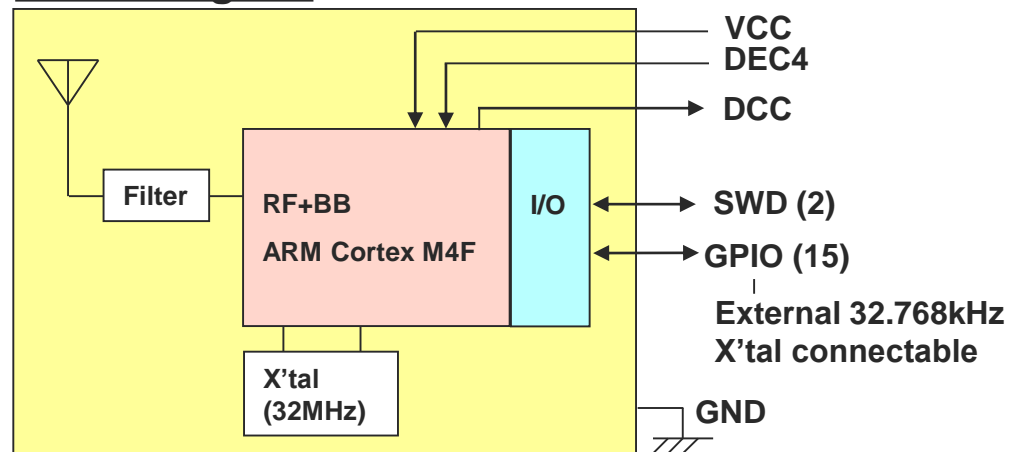 VCC
DEC4
DCC
Filter
RF+BB
ARM Cortex M4F
I/O
SWD (2)
GPIO (15)
External 32.768kHz
X'tal connectable
X'tal
(32MHz)
GND